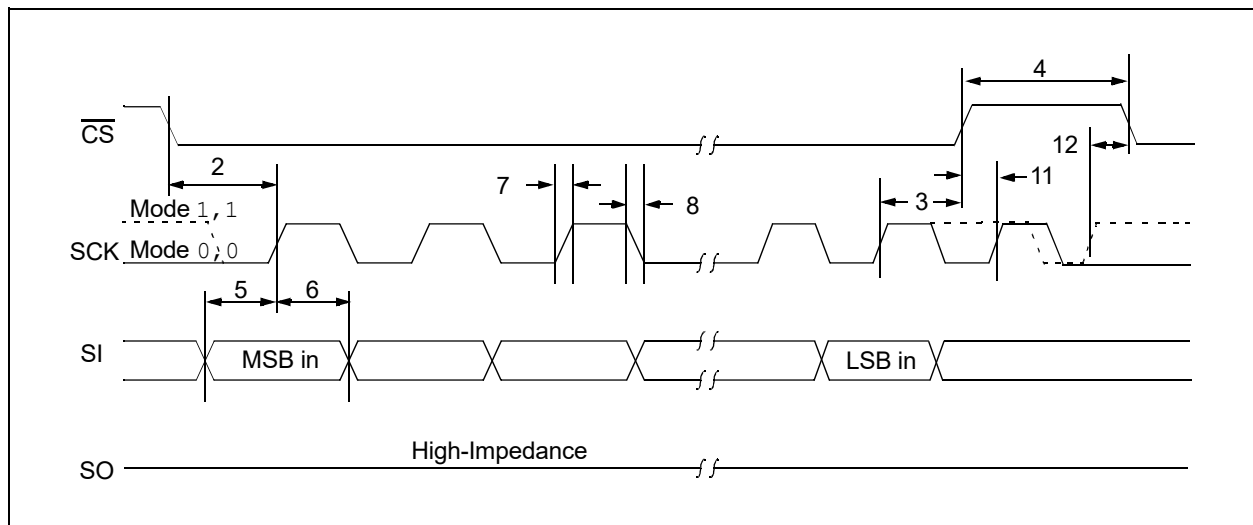 4
CS
12
2
7
3
11
8
Mode 1,1
SCK Mode 0,0
5 6
SI MSB in LSB in
High-Impedance
SO